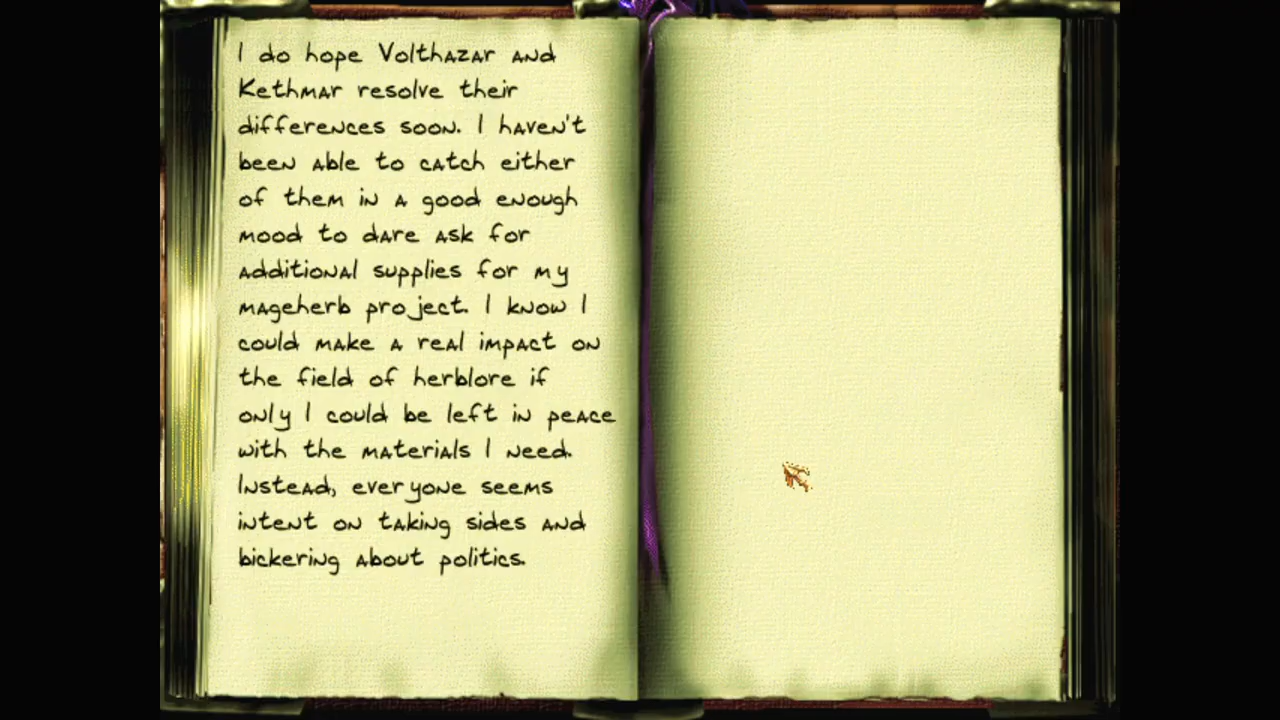 I do hope Volthazar and
Kethmar resolve their
differences soon. I haven't
been able to catch either
of them in a good enough
mood to dare ask for
additional supplies for my
mageherb project. I know I
could make a real impact on
the field of herblore if
only I could be left in peace
with the materials I need.
Instead, everyone seems
intent on taking sides and
bickering about politics.